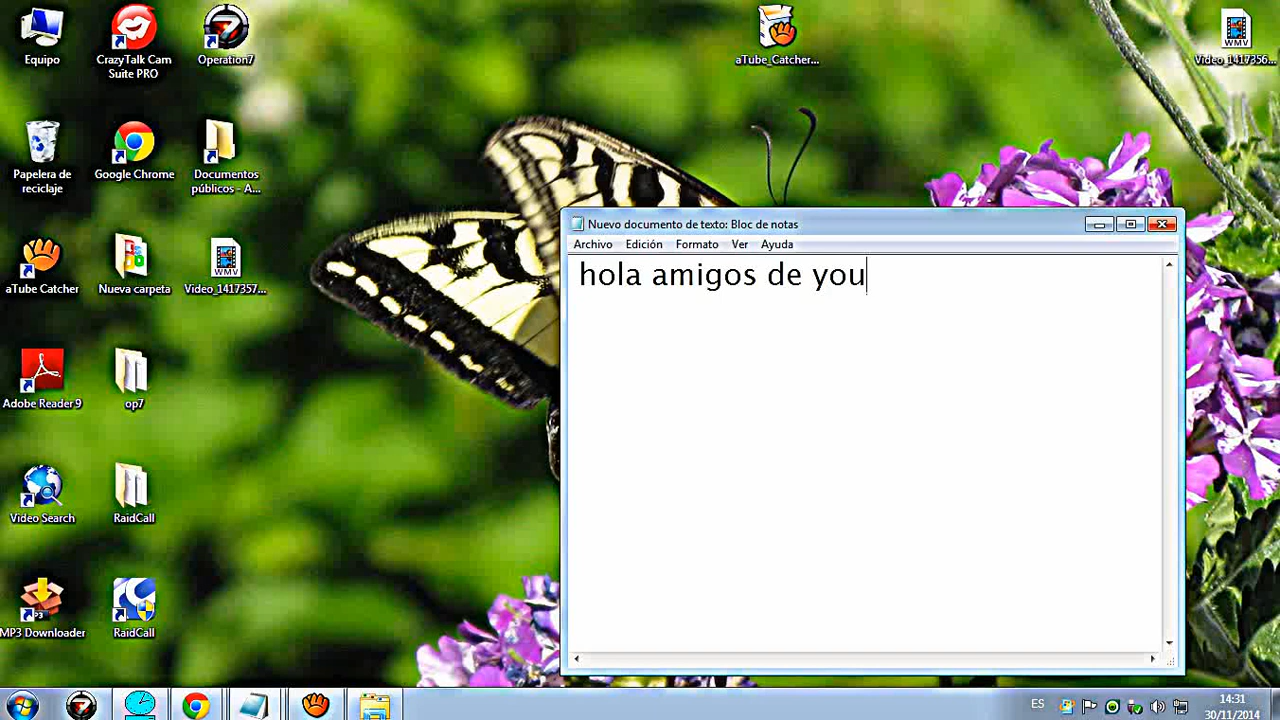 Equipo
CrazyTalk Cam
Suite PRO
Operation7
aTube_Catcher...
WMV
Video_1417356...
Papelera de
reciclaje
Google Chrome
Documentos
públicos - A...
aTube Catcher
Nueva carpeta
WMV
Video_1417357...
Adobe Reader 9
op7
Video Search
RaidCall
MP3 Downloader
RaidCall
Nuevo documento de texto: Bloc de notas
Archivo Edición Formato Ver Ayuda
hola amigos de you
ES
14:31
30/11/2014